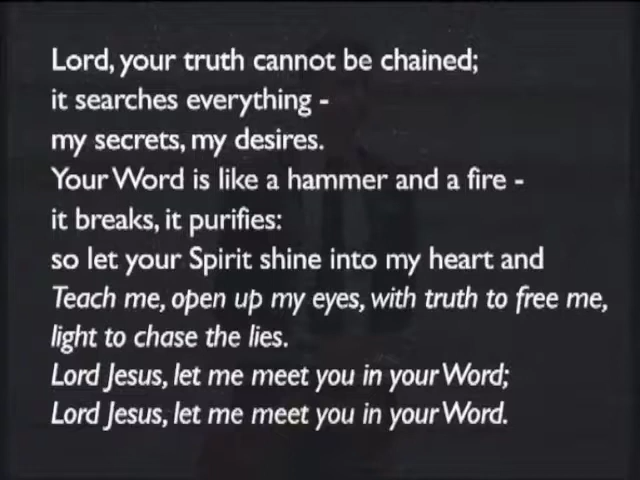 Lord, your truth cannot be chained;
it searches everything -
my secrets, my desires.
Your Word is like a hammer and a fire -
it breaks, it purifies:
so let your Spirit shine into my heart and
Teach me, open up my eyes, with truth to free me,
light to chase the lies.
Lord Jesus, let me meet you in your Word;
Lord Jesus, let me meet you in your Word.